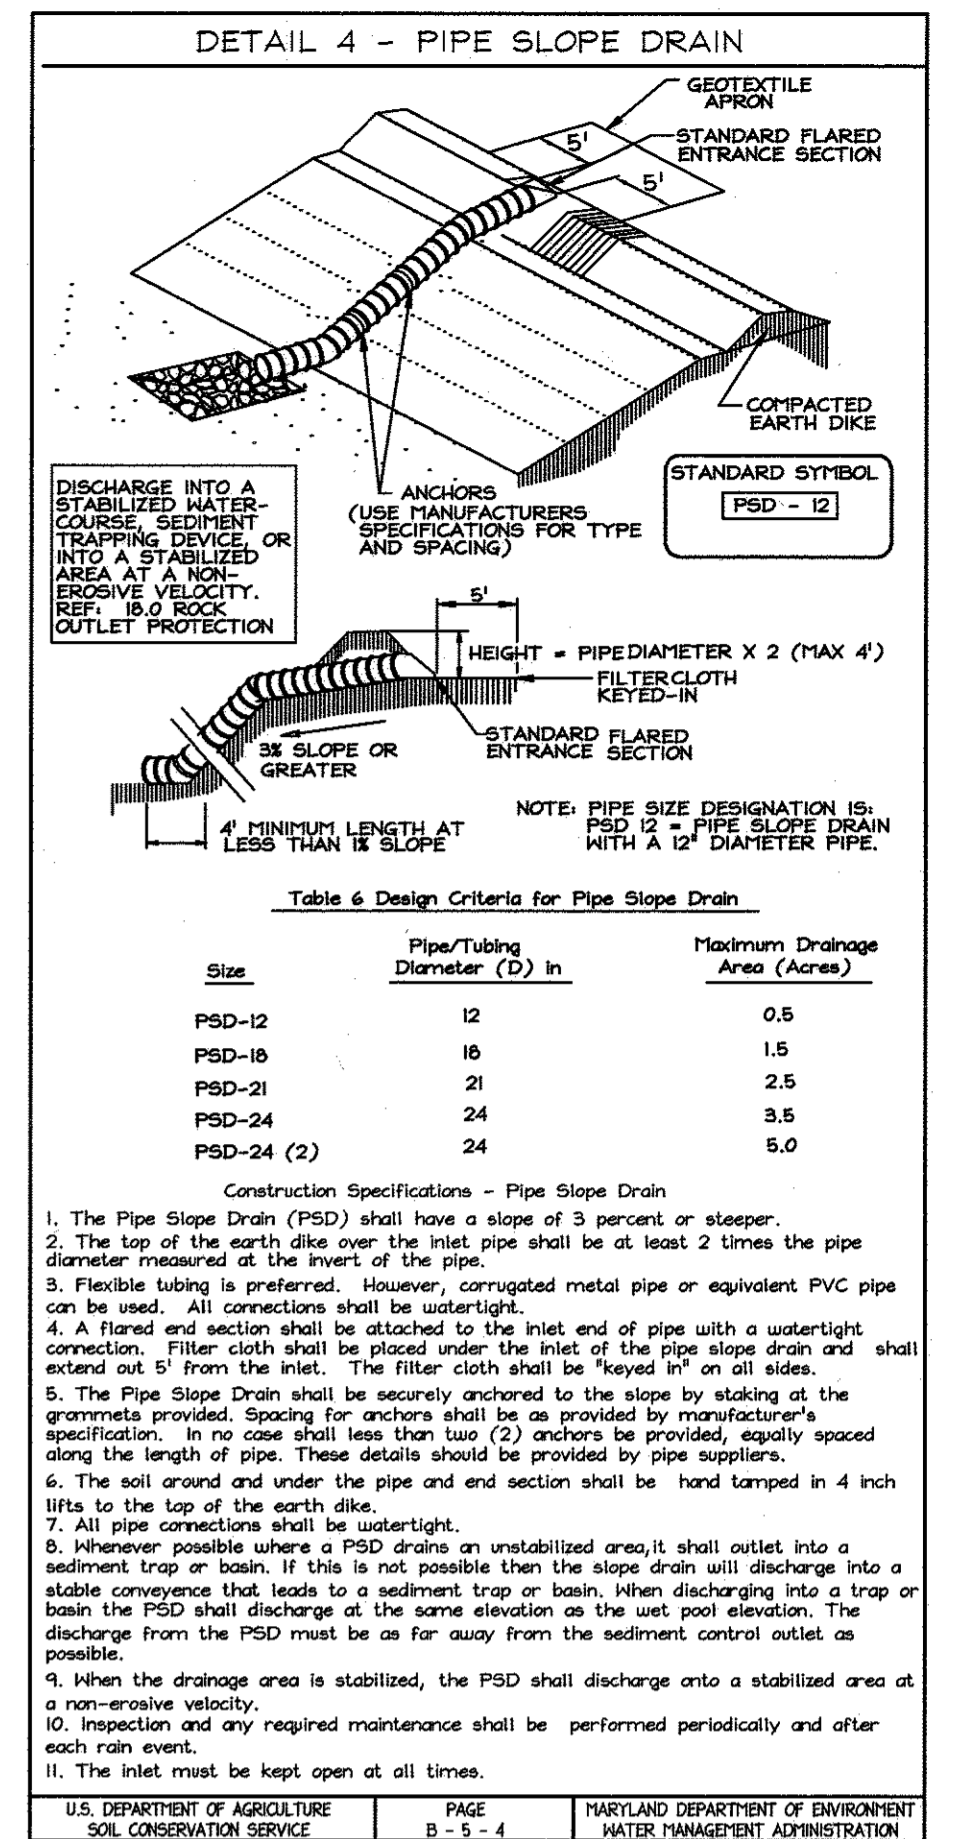 DETAIL 4 - PIPE SLOPE DRAIN
GEOTEXTILE
APRON
STANDARD FLARED
ENTRANCE SECTION
5'
5'
COMPACTED
EARTH DIKE
ANCHORS
(USE MANUFACTURERS
SPECIFICATIONS FOR TYPE
AND SPACING)
STANDARD SYMBOL
PSD - 12
DISCHARGE INTO A
STABILIZED WATER-
COURSE, SEDIMENT
TRAPPING DEVICE, OR
INTO A STABILIZED
AREA AT A NON-
EROSIVE VELOCITY.
REF: 18.0 ROCK
OUTLET PROTECTION
5'
HEIGHT = PIPE DIAMETER X 2 (MAX 4')
FILTER CLOTH
KEYED-IN
STANDARD FLARED
ENTRANCE SECTION
3% SLOPE OR
GREATER
4' MINIMUM LENGTH AT
LESS THAN 1% SLOPE
NOTE: PIPE SIZE DESIGNATION IS:
PSD 12 = PIPE SLOPE DRAIN
WITH A 12" DIAMETER PIPE.
Table 6 Design Criteria for Pipe Slope Drain
Size Pipe/Tubing Diameter (D) in Maximum Drainage Area (Acres)
PSD-12 12 0.5
PSD-18 18 1.5
PSD-21 21 2.5
PSD-24 24 3.5
PSD-24 (2) 24 5.0
Construction Specifications - Pipe Slope Drain
1. The Pipe Slope Drain (PSD) shall have a slope of 3 percent or steeper.
2. The top of the earth dike over the inlet pipe shall be at least 2 times the pipe
diameter measured at the invert of the pipe.
3. Flexible tubing is preferred. However, corrugated metal pipe or equivalent PVC pipe
can be used. All connections shall be watertight.
4. A flared end section shall be attached to the inlet end of pipe with a watertight
connection. Filter cloth shall be placed under the inlet of the pipe slope drain and shall
extend out 5' from the inlet. The filter cloth shall be "keyed in" on all sides.
5. The Pipe Slope Drain shall be securely anchored to the slope by staking at the
grommets provided. Spacing for anchors shall be as provided by manufacturer's
specification. In no case shall less than two (2) anchors be provided, equally spaced
along the length of pipe. These details should be provided by pipe suppliers.
6. The soil around and under the pipe and end section shall be hand tamped in 4 inch
lifts to the top of the earth dike.
7. All pipe connections shall be watertight.
8. Whenever possible where a PSD drains an unstabilized area, it shall outlet into a
sediment trap or basin. If this is not possible then the slope drain will discharge into a
stable conveyence that leads to a sediment trap or basin. When discharging into a trap or
basin the PSD shall discharge at the same elevation as the wet pool elevation. The
discharge from the PSD must be as far away from the sediment control outlet as
possible.
9. When the drainage area is stabilized, the PSD shall discharge onto a stabilized area at
a non-erosive velocity.
10. Inspection and any required maintenance shall be performed periodically and after
each rain event.
11. The inlet must be kept open at all times.
U.S. DEPARTMENT OF AGRICULTURE
SOIL CONSERVATION SERVICE
PAGE
B - 5 - 4
MARYLAND DEPARTMENT OF ENVIRONMENT
WATER MANAGEMENT ADMINISTRATION